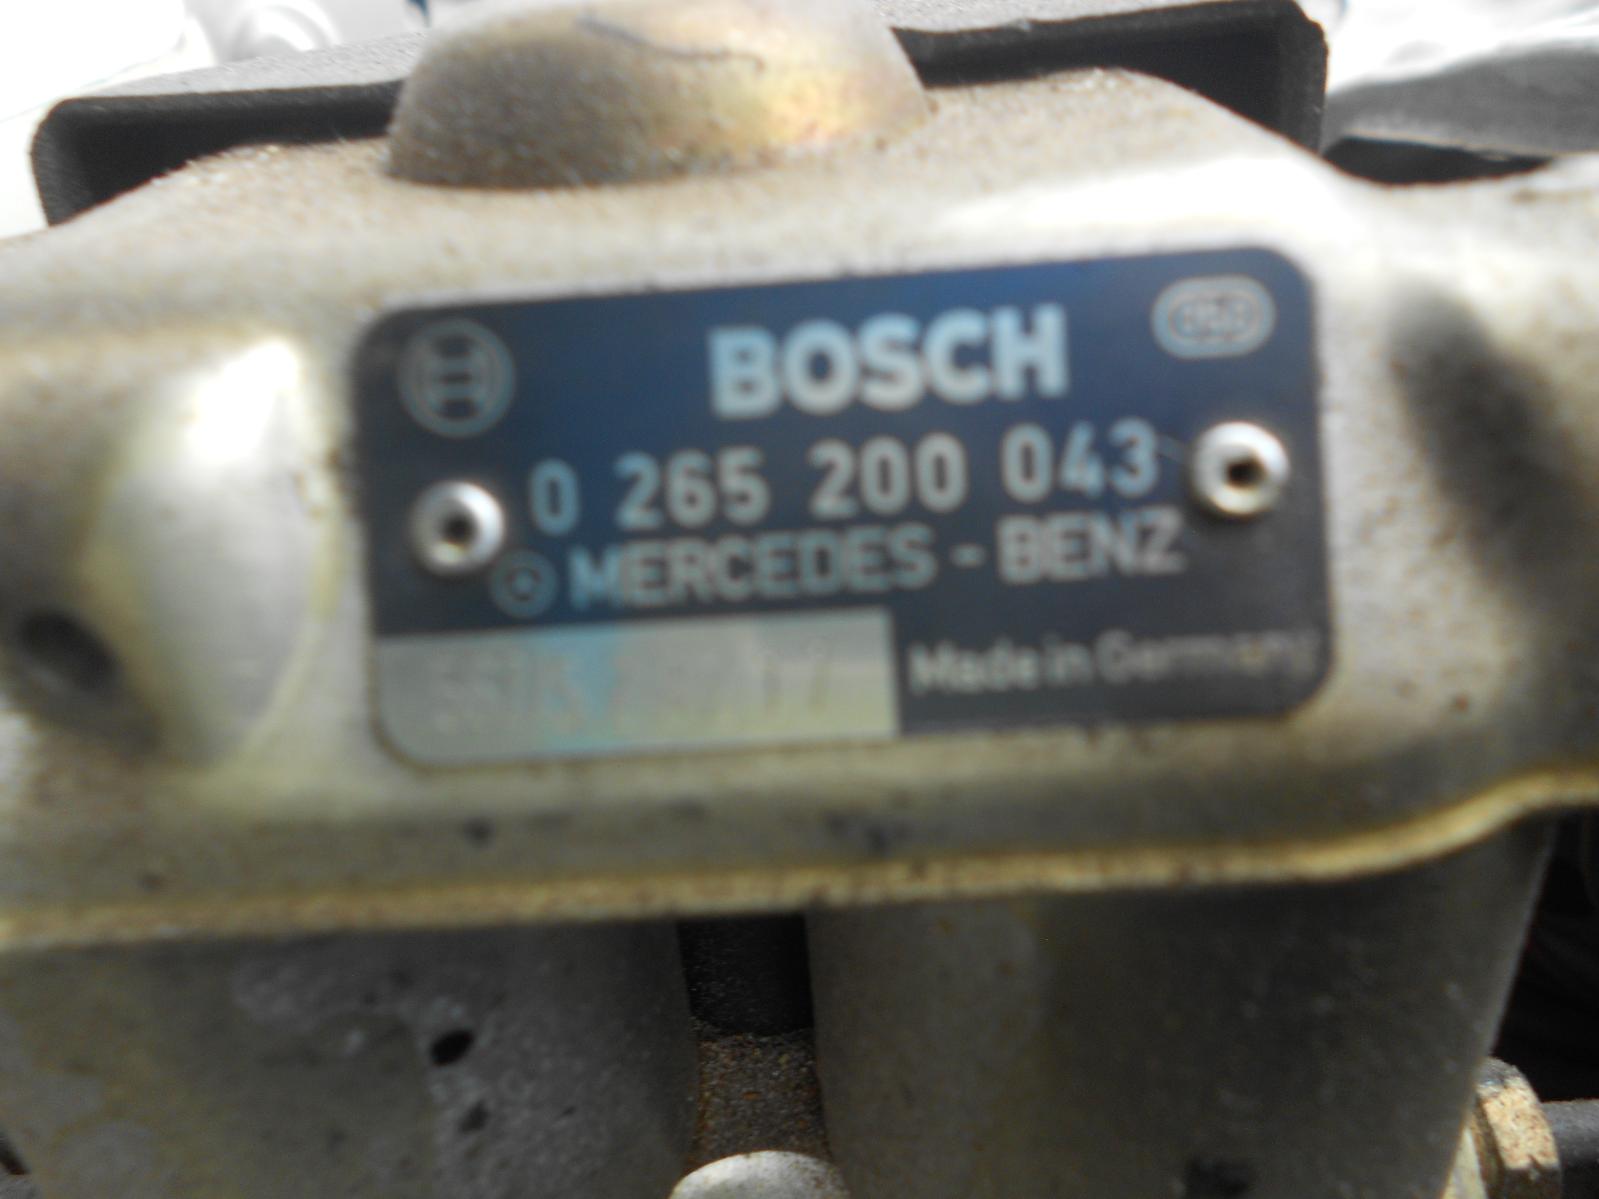 BOSCH
0 265 200 043
MERCEDES - BENZ
Made in Germany